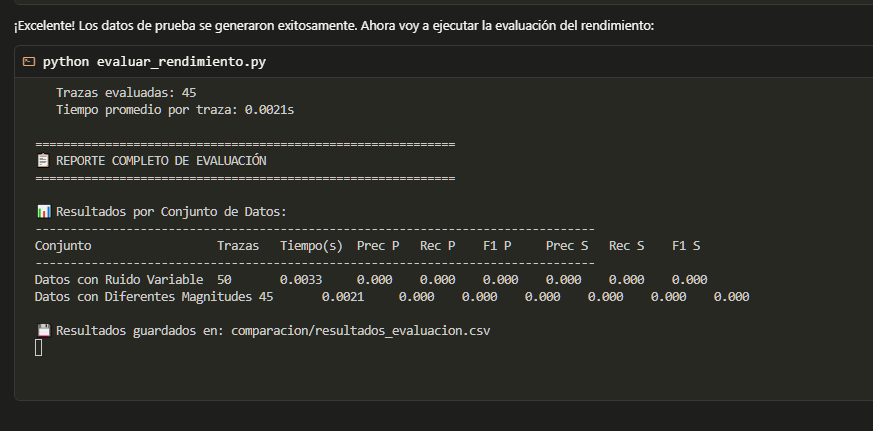 ¡Excelente! Los datos de prueba se generaron exitosamente. Ahora voy a ejecutar la evaluación del rendimiento:
python evaluar_rendimiento.py
Trazas evaluadas: 45
Tiempo promedio por traza: 0.0021s
============================================================
📋 REPORTE COMPLETO DE EVALUACIÓN
============================================================
📊 Resultados por Conjunto de Datos:
--------------------------------------------------------------------------------
Conjunto Trazas Tiempo(s) Prec P Rec P F1 P Prec S Rec S F1 S
--------------------------------------------------------------------------------
Datos con Ruido Variable 50 0.0033 0.000 0.000 0.000 0.000 0.000 0.000
Datos con Diferentes Magnitudes 45 0.0021 0.000 0.000 0.000 0.000 0.000 0.000
💾 Resultados guardados en: comparacion/resultados_evaluacion.csv